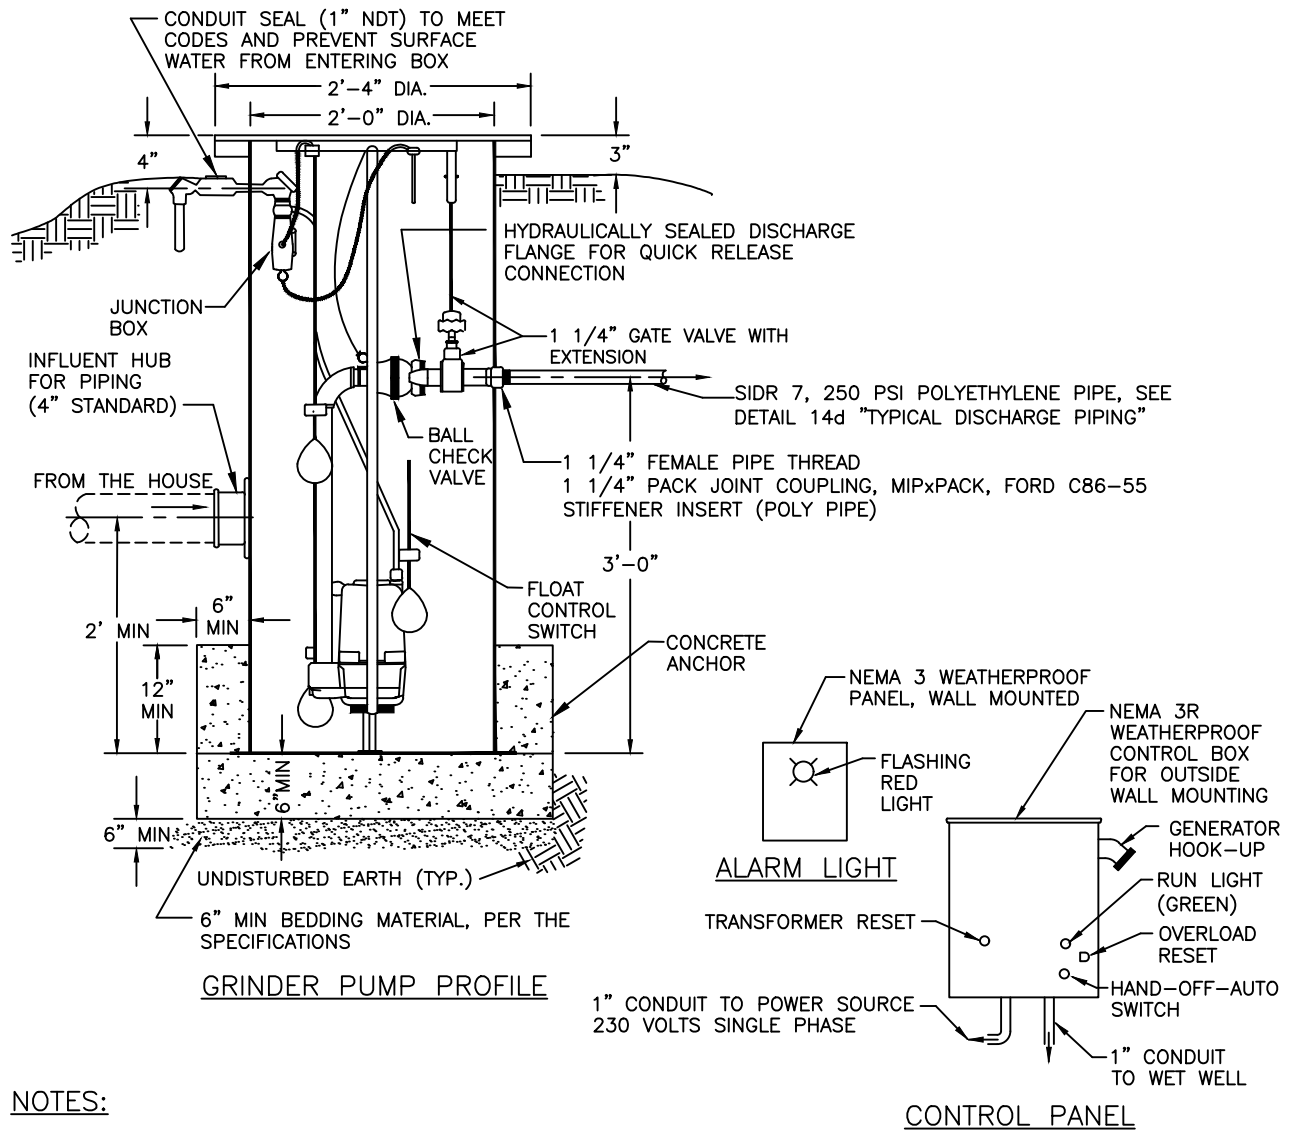 CONDUIT SEAL (1" NDT) TO MEET
CODES AND PREVENT SURFACE
WATER FROM ENTERING BOX
2'-4" DIA.
2'-0" DIA.
4"
3"
HYDRAULICALLY SEALED DISCHARGE
FLANGE FOR QUICK RELEASE
CONNECTION
JUNCTION
BOX
1 1/4" GATE VALVE WITH
EXTENSION
INFLUENT HUB
FOR PIPING
(4" STANDARD)
SIDR 7, 250 PSI POLYETHYLENE PIPE, SEE
DETAIL 14d "TYPICAL DISCHARGE PIPING"
BALL
CHECK
VALVE
FROM THE HOUSE
1 1/4" FEMALE PIPE THREAD
1 1/4" PACK JOINT COUPLING, MIPxPACK, FORD C86-55
STIFFENER INSERT (POLY PIPE)
3'-0"
FLOAT
CONTROL
SWITCH
6"
MIN
2' MIN
CONCRETE
ANCHOR
12"
MIN
6" MIN
6" MIN
UNDISTURBED EARTH (TYP.)
6" MIN BEDDING MATERIAL, PER THE
SPECIFICATIONS
GRINDER PUMP PROFILE
NEMA 3 WEATHERPROOF
PANEL, WALL MOUNTED
FLASHING
RED
LIGHT
ALARM LIGHT
NEMA 3R
WEATHERPROOF
CONTROL BOX
FOR OUTSIDE
WALL MOUNTING
GENERATOR
HOOK-UP
RUN LIGHT
(GREEN)
TRANSFORMER RESET
OVERLOAD
RESET
HAND-OFF-AUTO
SWITCH
1" CONDUIT TO POWER SOURCE
230 VOLTS SINGLE PHASE
1" CONDUIT
TO WET WELL
CONTROL PANEL
NOTES: